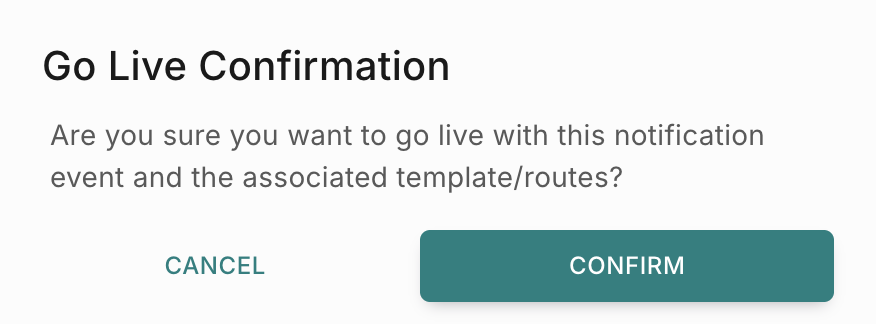 Go Live Confirmation
Are you sure you want to go live with this notification
event and the associated template/routes?
CANCEL
CONFIRM